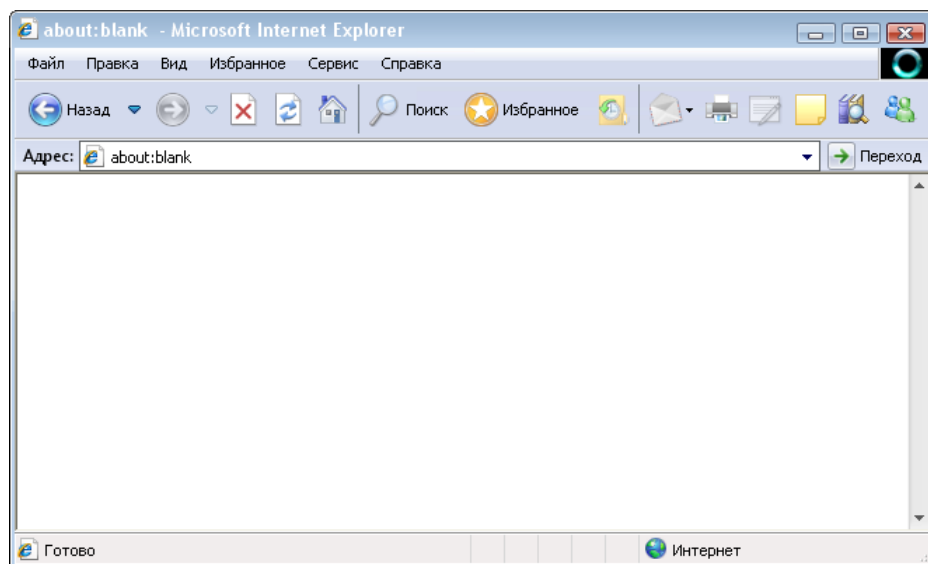 about:blank - Microsoft Internet Explorer
Файл Правка Вид Избранное Сервис Справка
Назад Поиск Избранное
Адрес: about:blank Переход
Готово Интернет